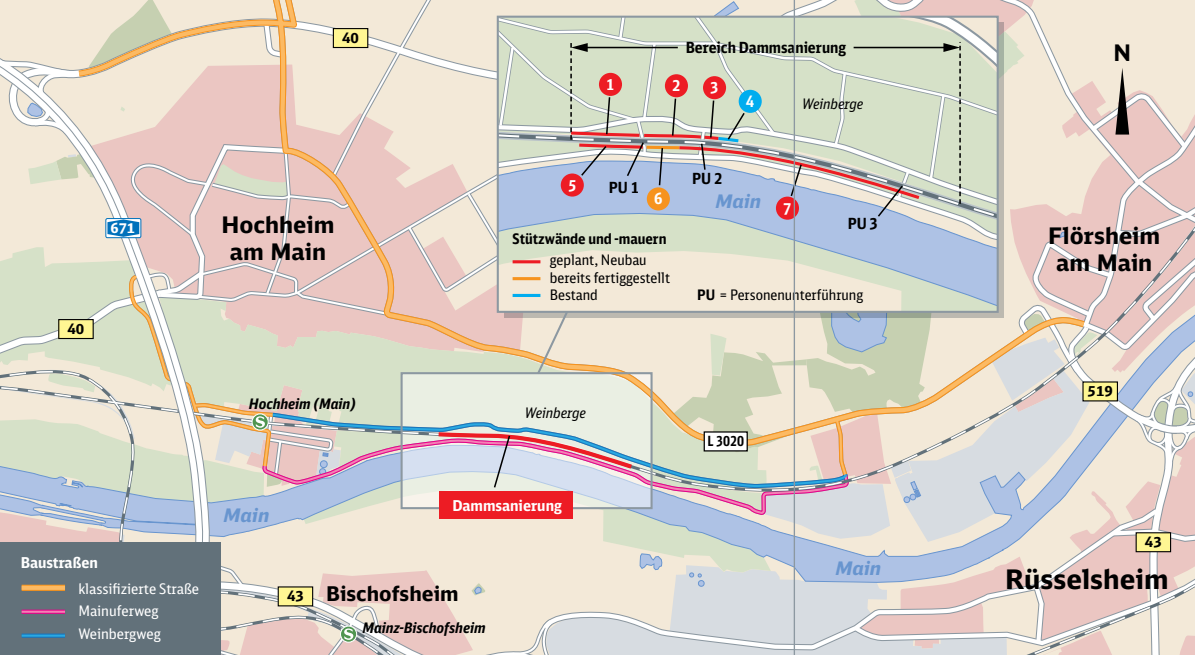 40
Bereich Dammsanierung
N
1
2
3
4
Weinberge
5
PU 1
6
PU 2
Main
7
PU 3
Stützwände und -mauern
geplant, Neubau
bereits fertiggestellt
Bestand
PU = Personenunterführung
671
Hochheim
am Main
Flörsheim
am Main
40
519
Hochheim (Main)
S
Weinberge
L 3020
Dammsanierung
Main
Main
43
Baustraßen
klassifizierte Straße
Mainuferweg
Weinbergweg
43
Bischofsheim
S
Mainz-Bischofsheim
Rüsselsheim